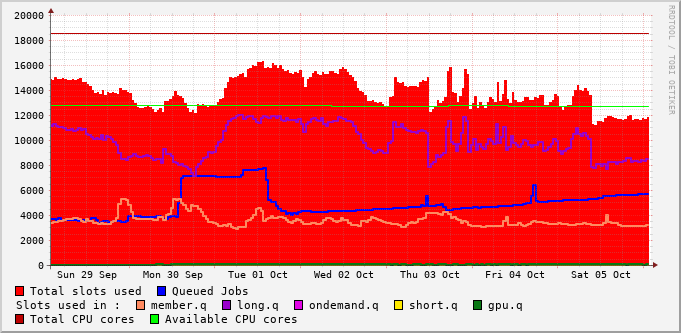 20000
18000
16000
14000
12000
10000
8000
6000
4000
2000
0
Sun 29 Sep Mon 30 Sep Tue 01 Oct Wed 02 Oct Thu 03 Oct Fri 04 Oct Sat 05 Oct
RRDTOOL / TOBI OETIKER
Total slots used Queued Jobs
Slots used in : member.q long.q ondemand.q short.q gpu.q
Total CPU cores Available CPU cores